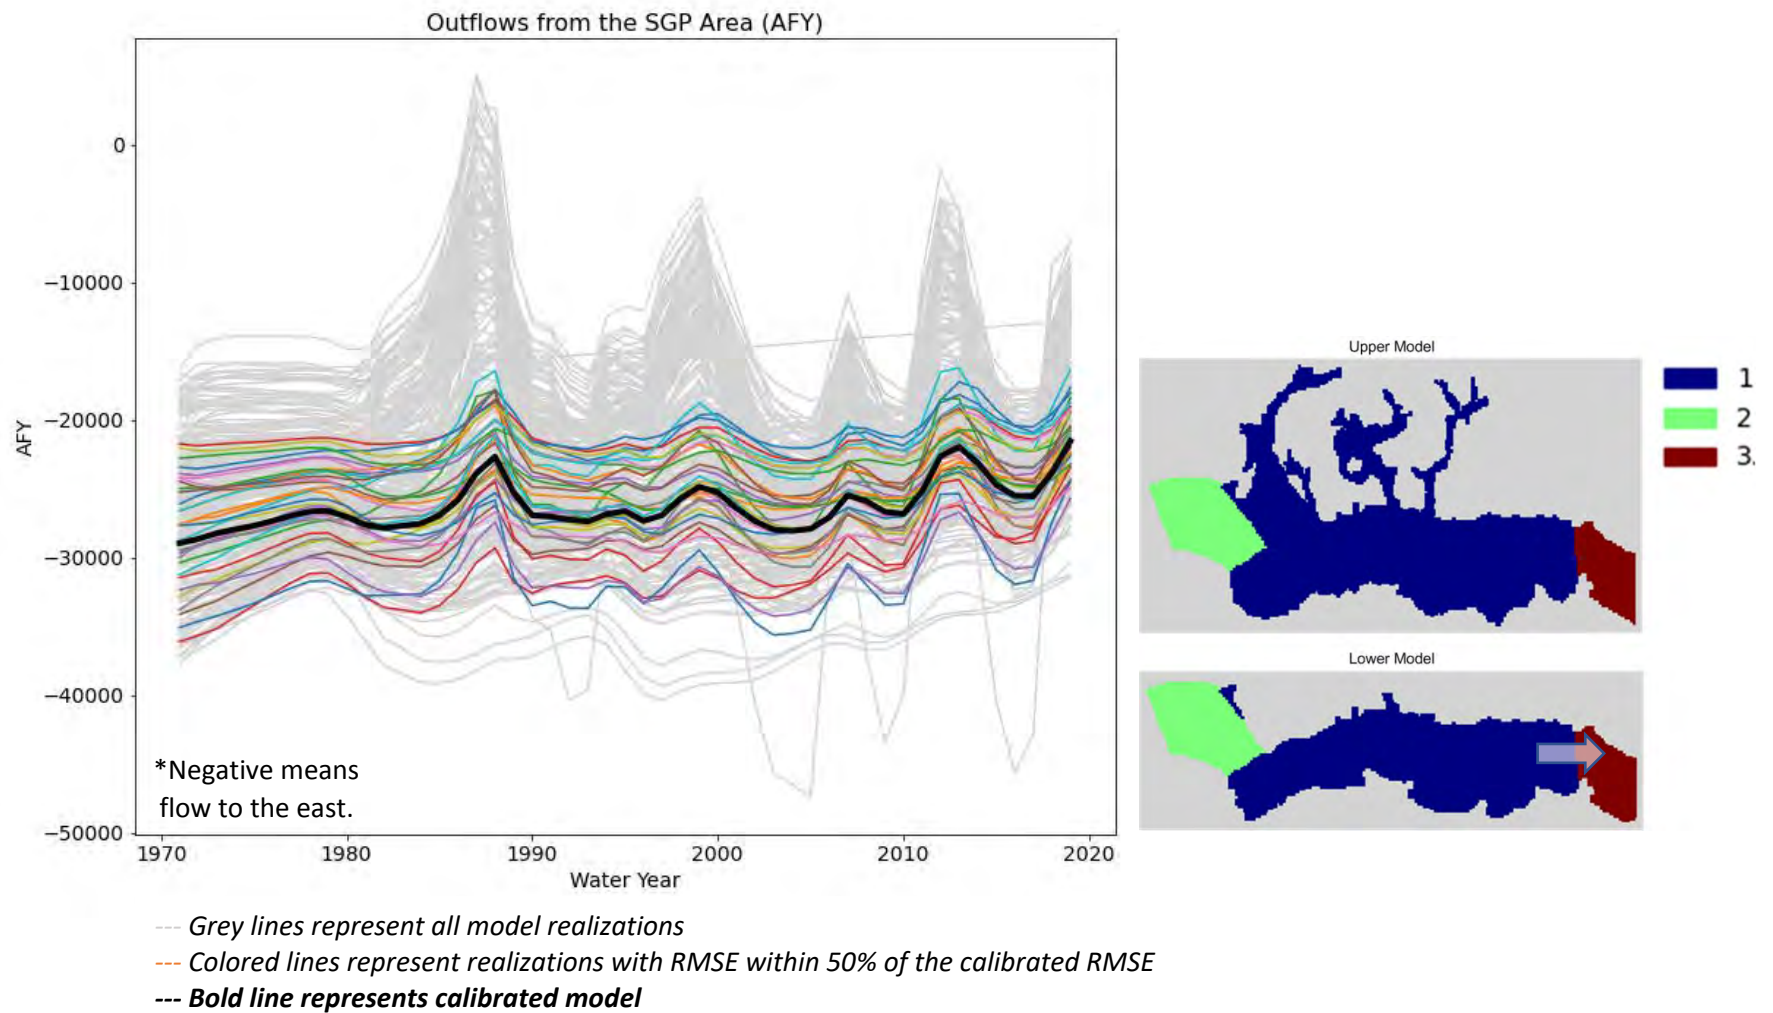 Outflows from the SGP Area (AFY)
0
−10000
−20000
−30000
−40000
−50000
AFY
*Negative means
flow to the east.
1970
1980
1990
2000
2010
2020
Water Year
Upper Model
1
2
3.
Lower Model
--- Grey lines represent all model realizations
--- Colored lines represent realizations with RMSE within 50% of the calibrated RMSE
--- Bold line represents calibrated model